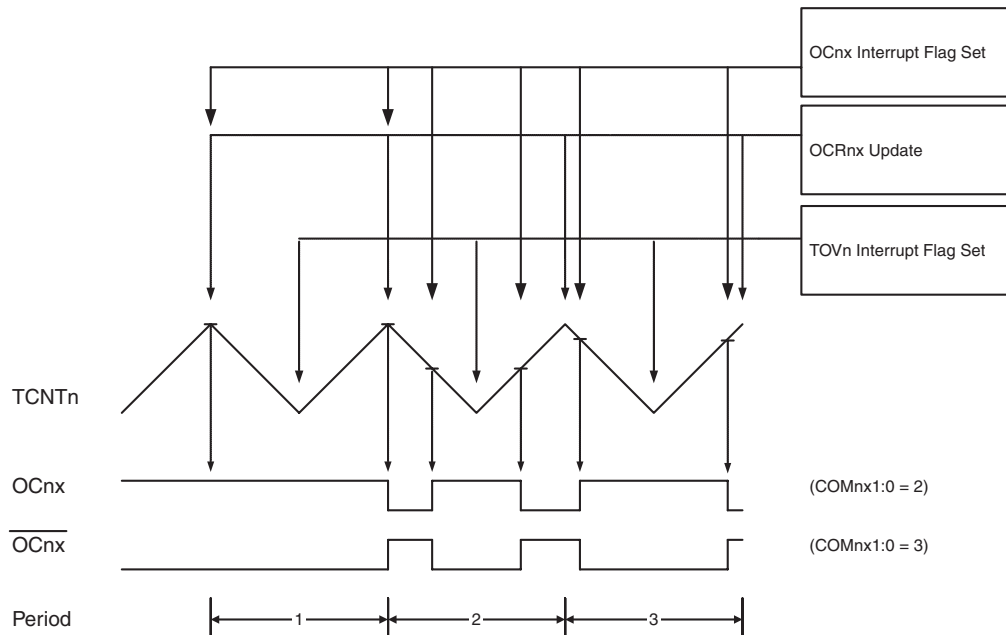 OCnx Interrupt Flag Set
OCRnx Update
TOVn Interrupt Flag Set
TCNTn
OCnx
(COMnx1:0 = 2)
OCnx
(COMnx1:0 = 3)
Period
1
2
3